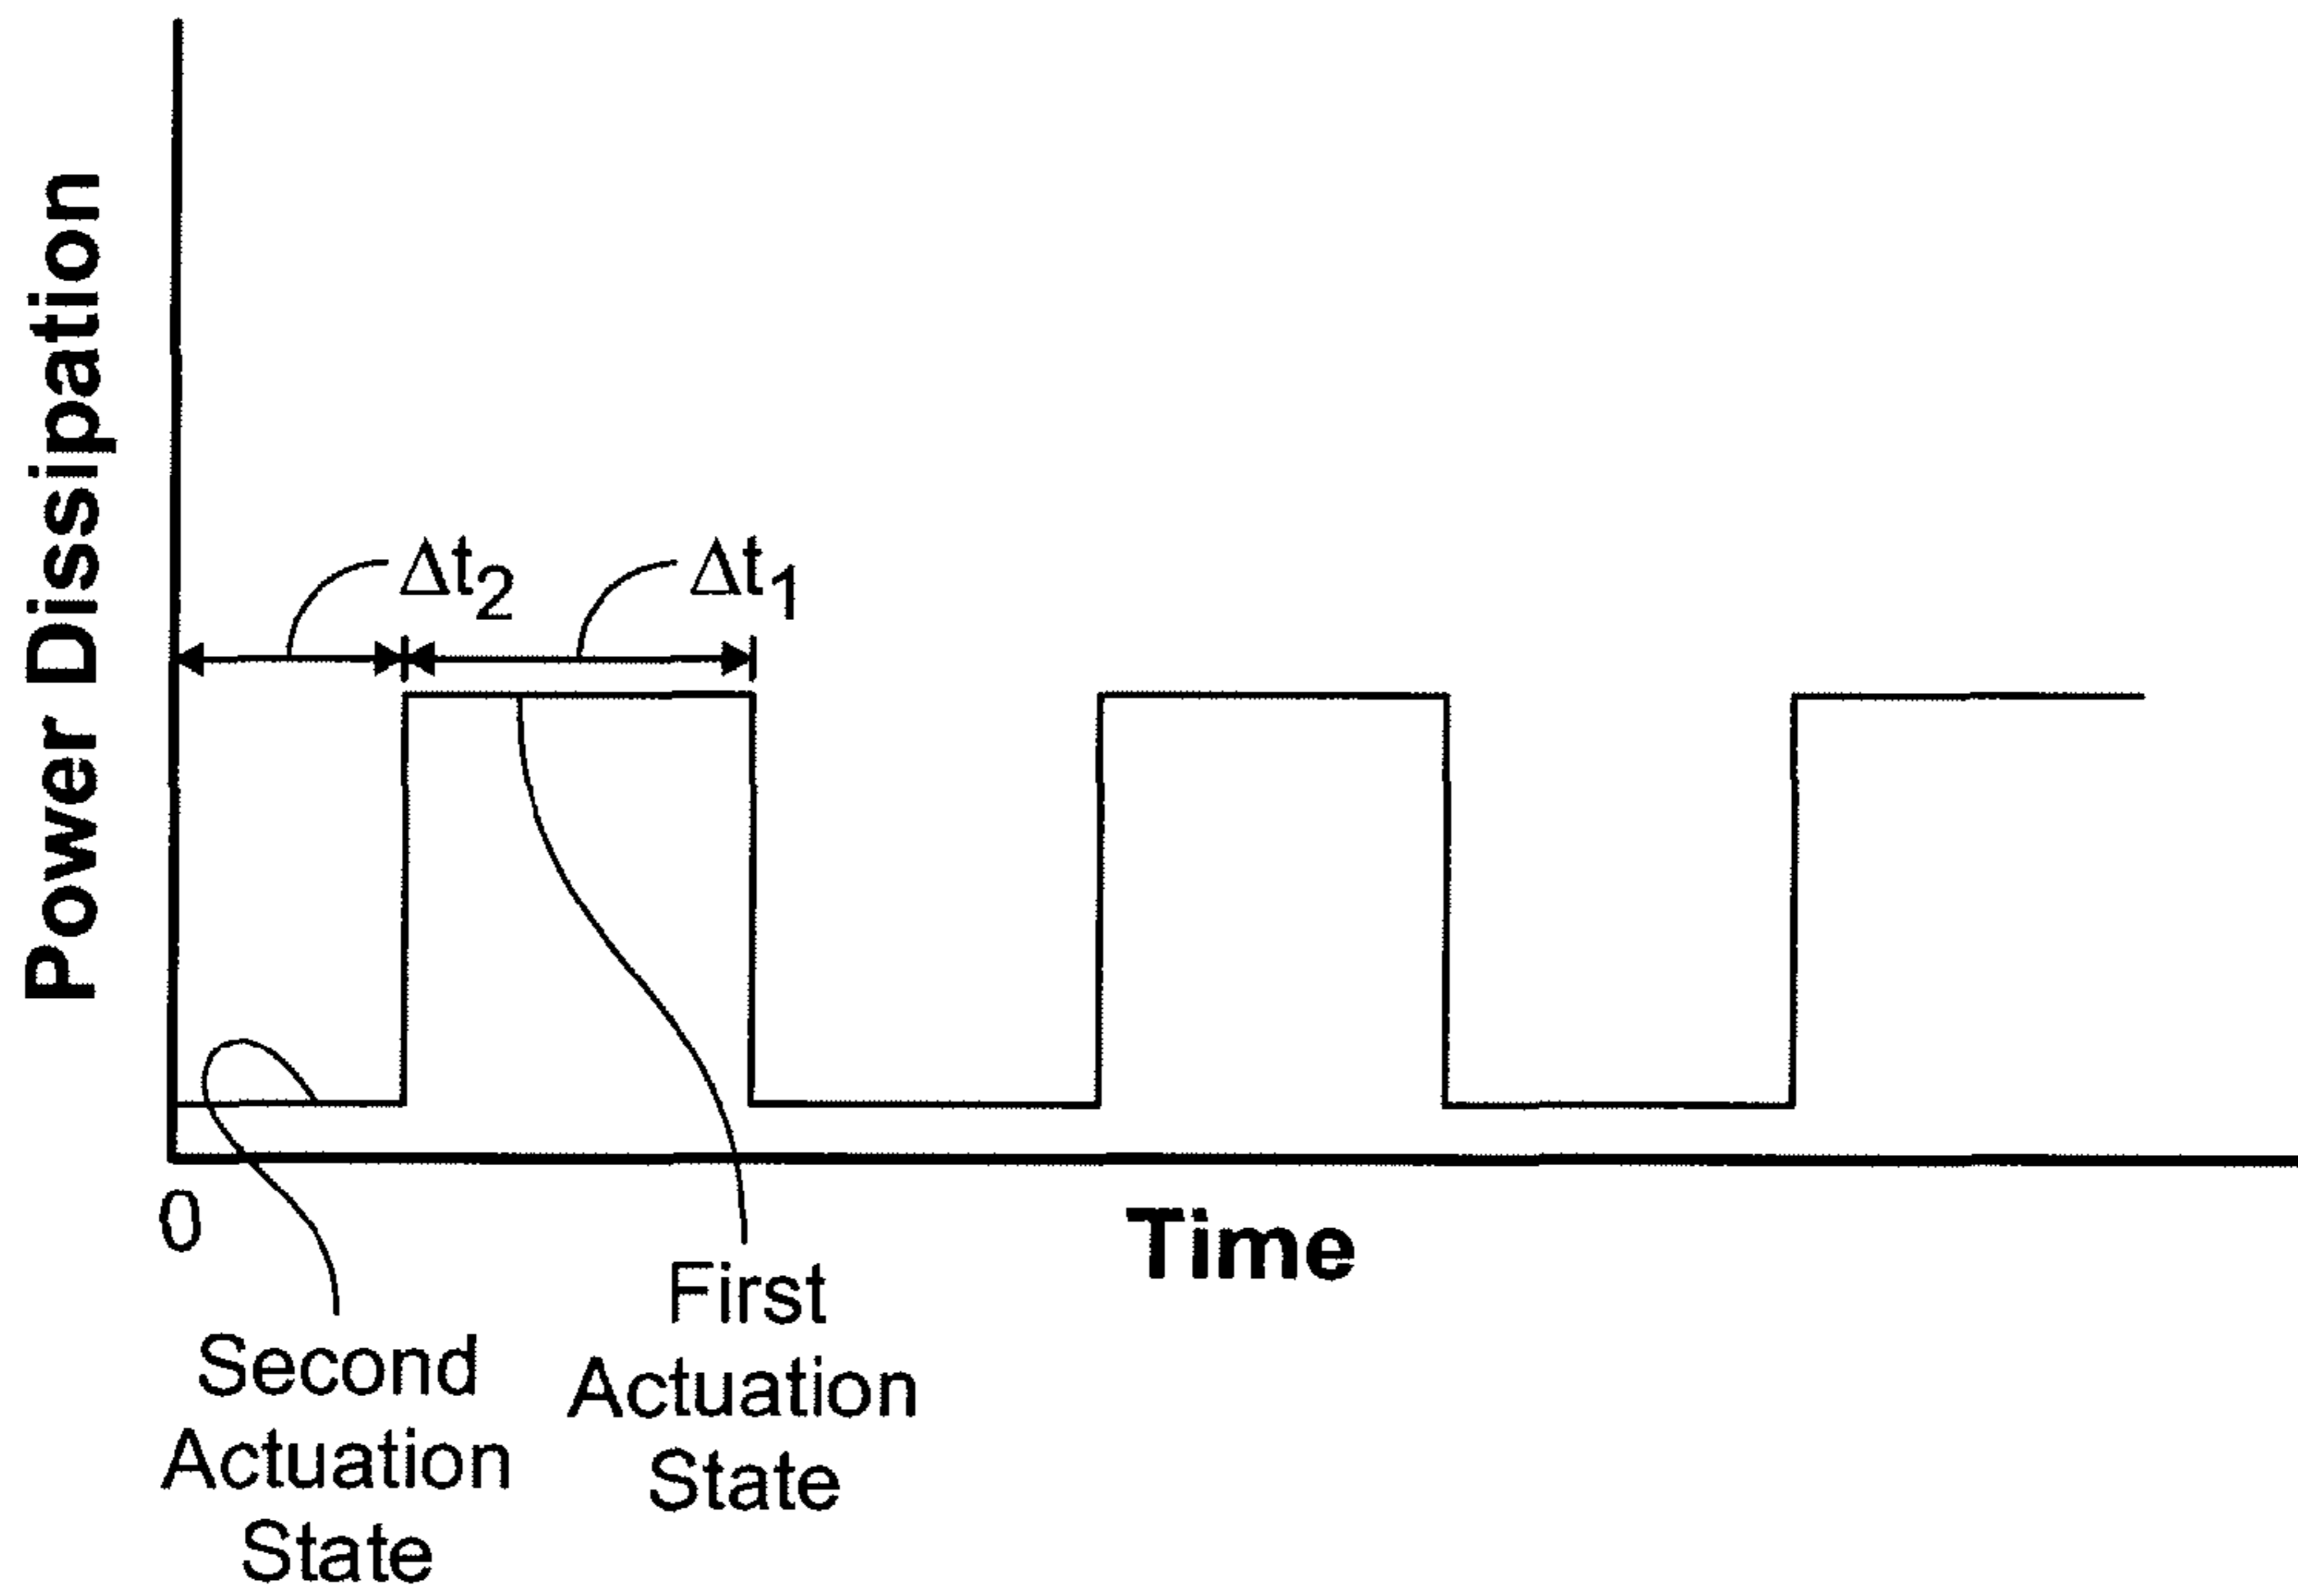 Power Dissipation
Δt2
Δt1
0
Time
Second
Actuation
State
First
Actuation
State